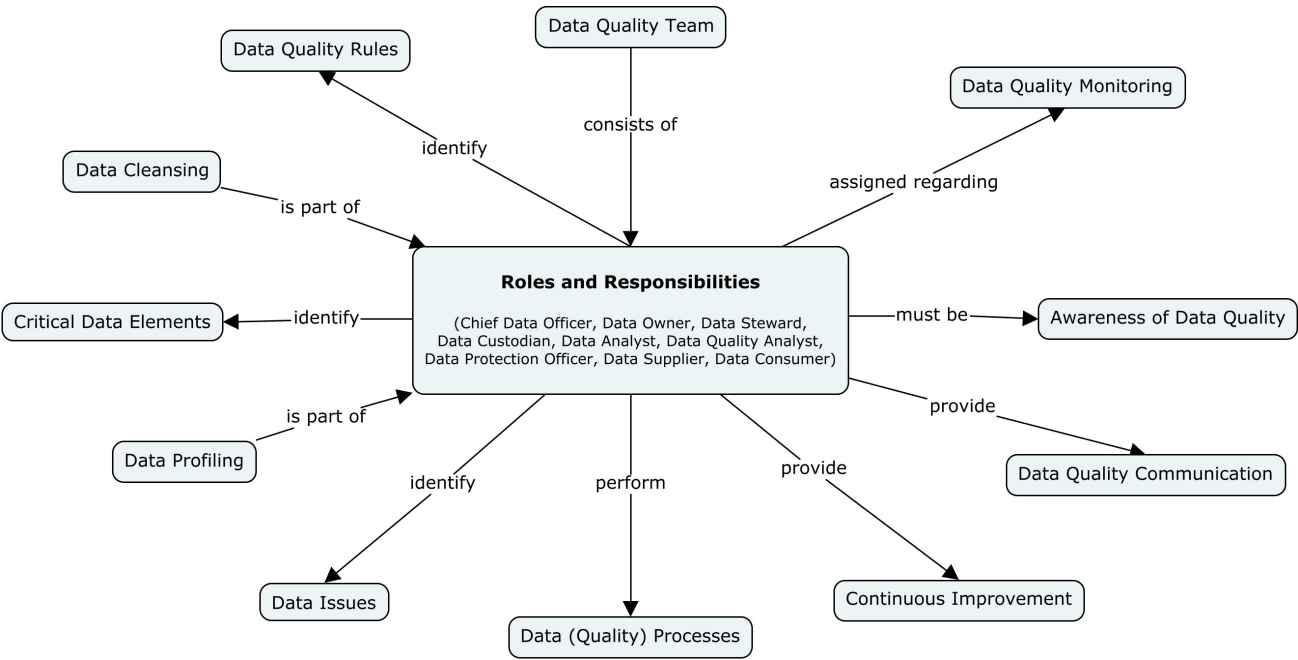 Data Quality Team
Data Quality Rules
Data Quality Monitoring
consists of
identify
Data Cleansing
assigned regarding
is part of
Roles and Responsibilities
(Chief Data Officer, Data Owner, Data Steward,
Data Custodian, Data Analyst, Data Quality Analyst,
Data Protection Officer, Data Supplier, Data Consumer)
Critical Data Elements
identify
must be
Awareness of Data Quality
is part of
provide
Data Profiling
Data Quality Communication
identify
perform
provide
Data Issues
Continuous Improvement
Data (Quality) Processes